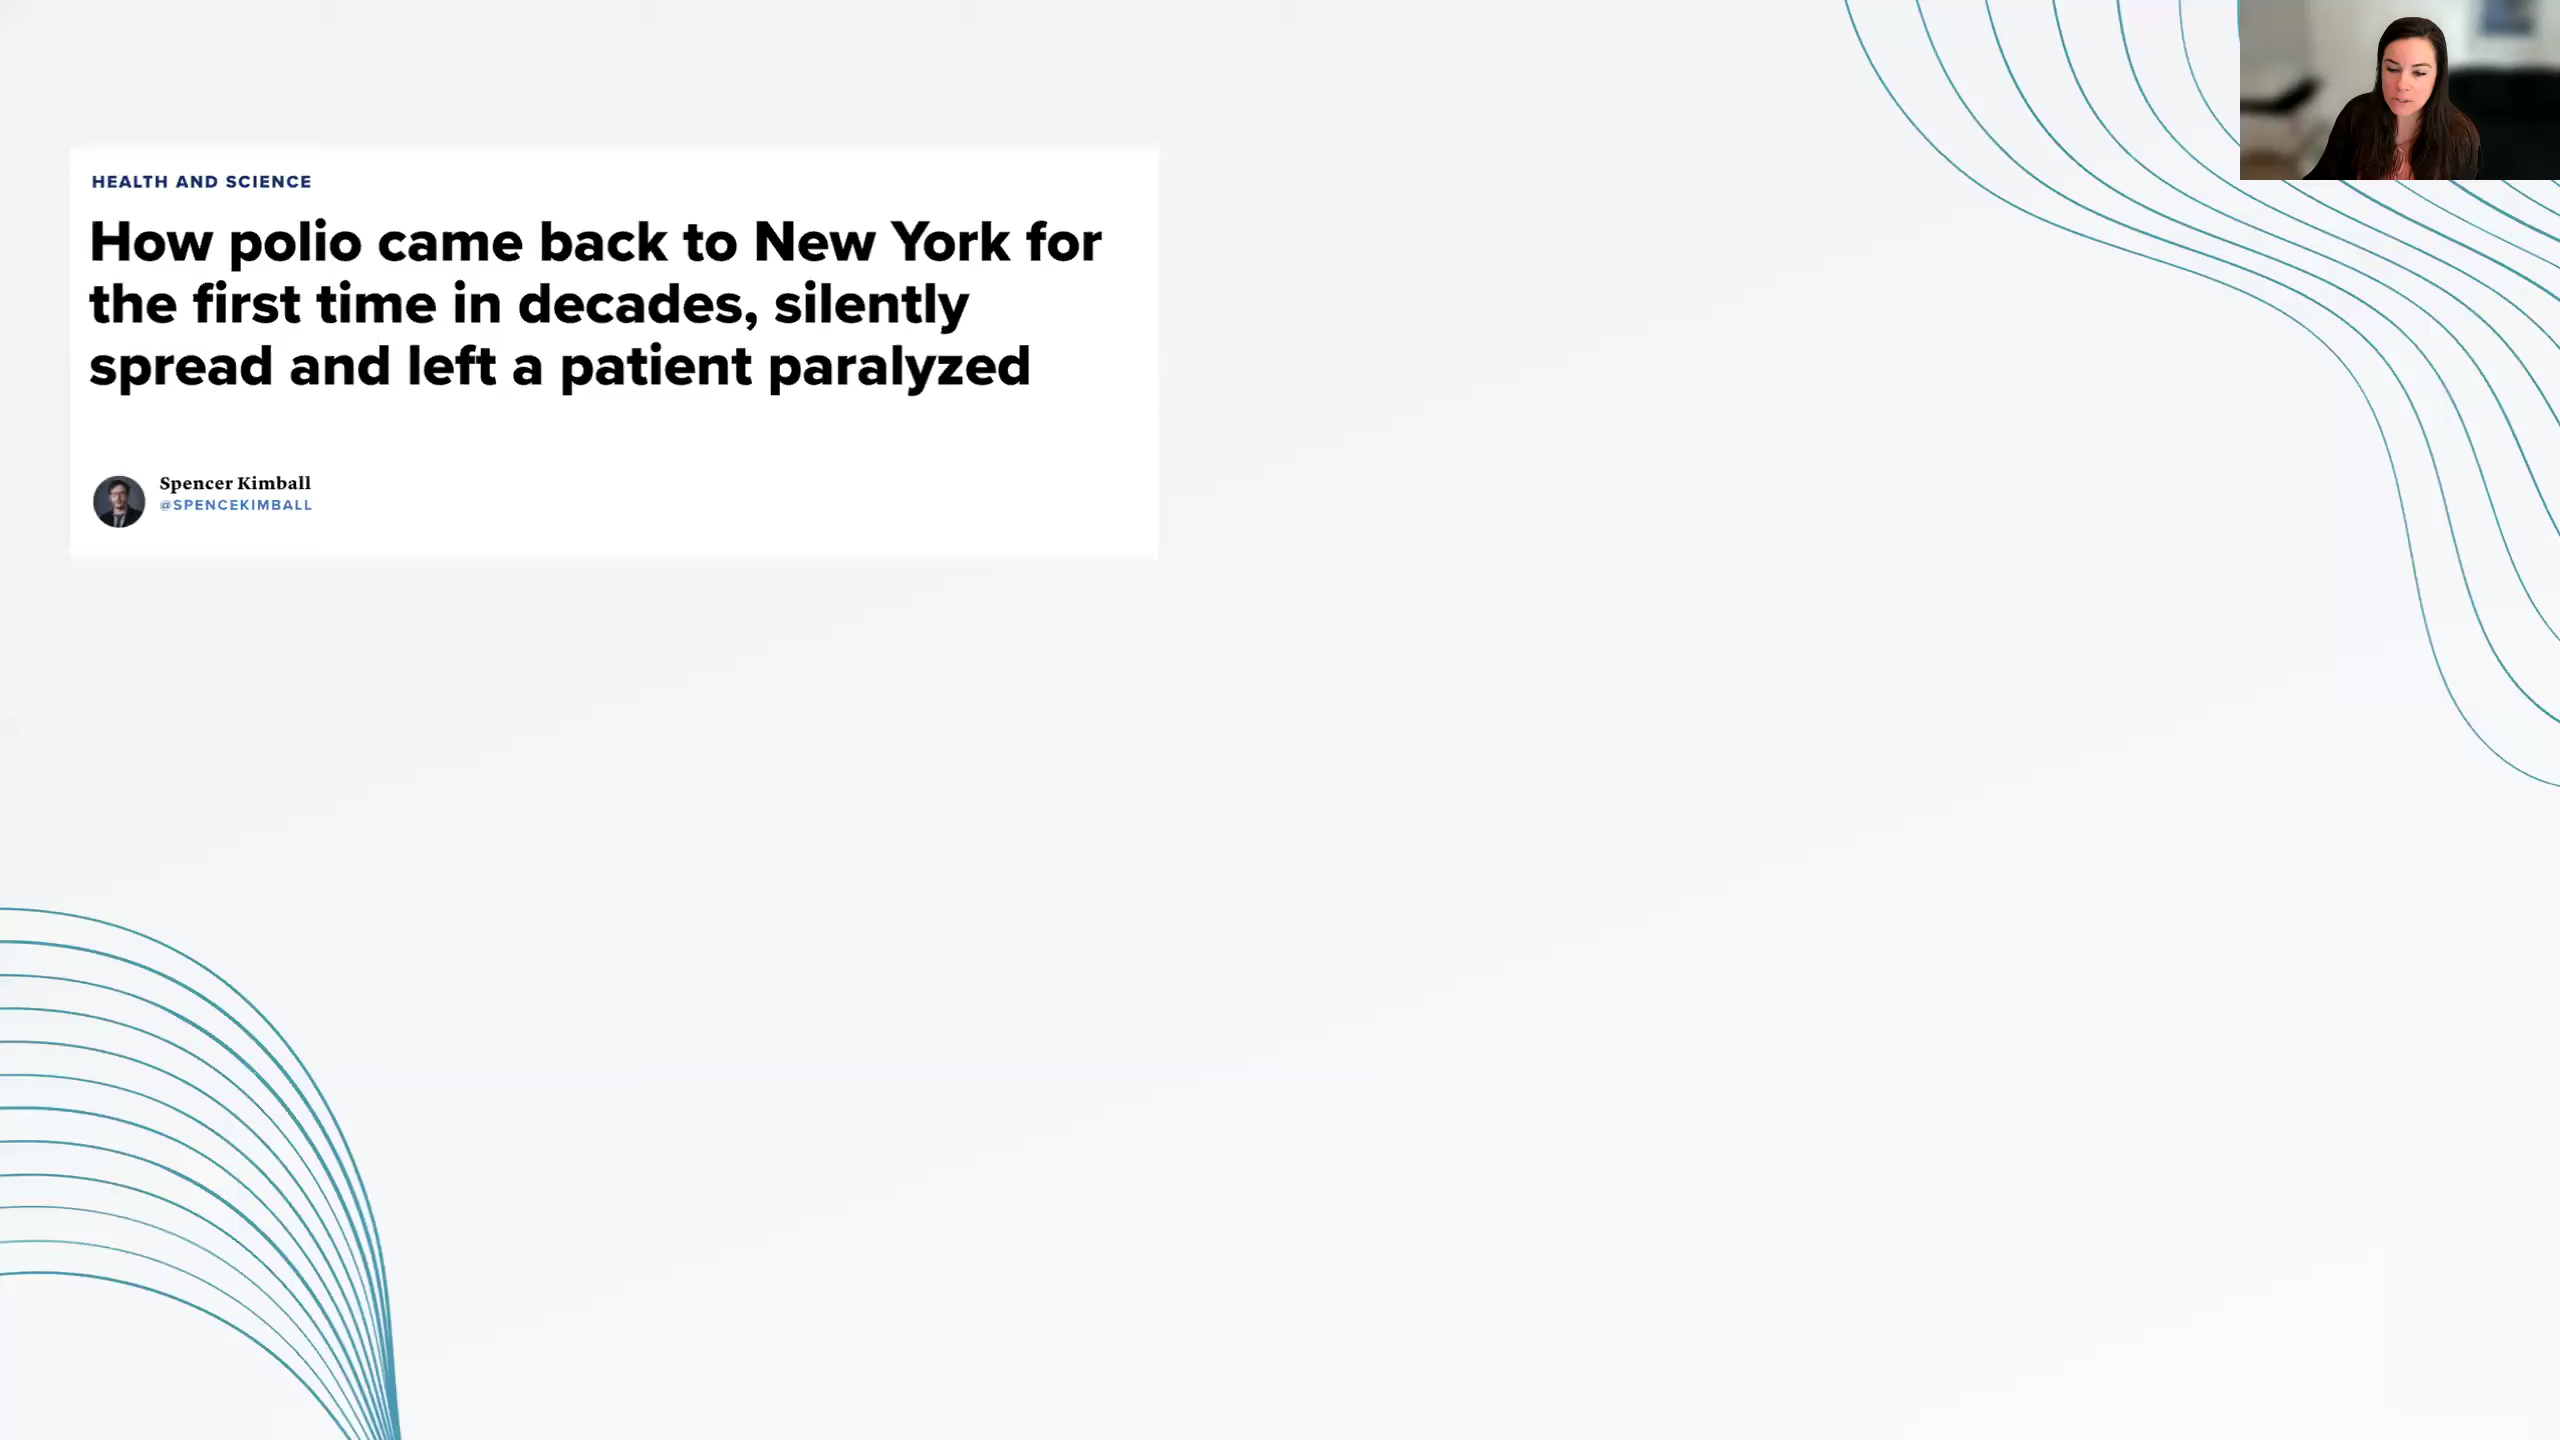 HEALTH AND SCIENCE
How polio came back to New York for
the first time in decades, silently
spread and left a patient paralyzed
Spencer Kimball
@SPENCEKIMBALL